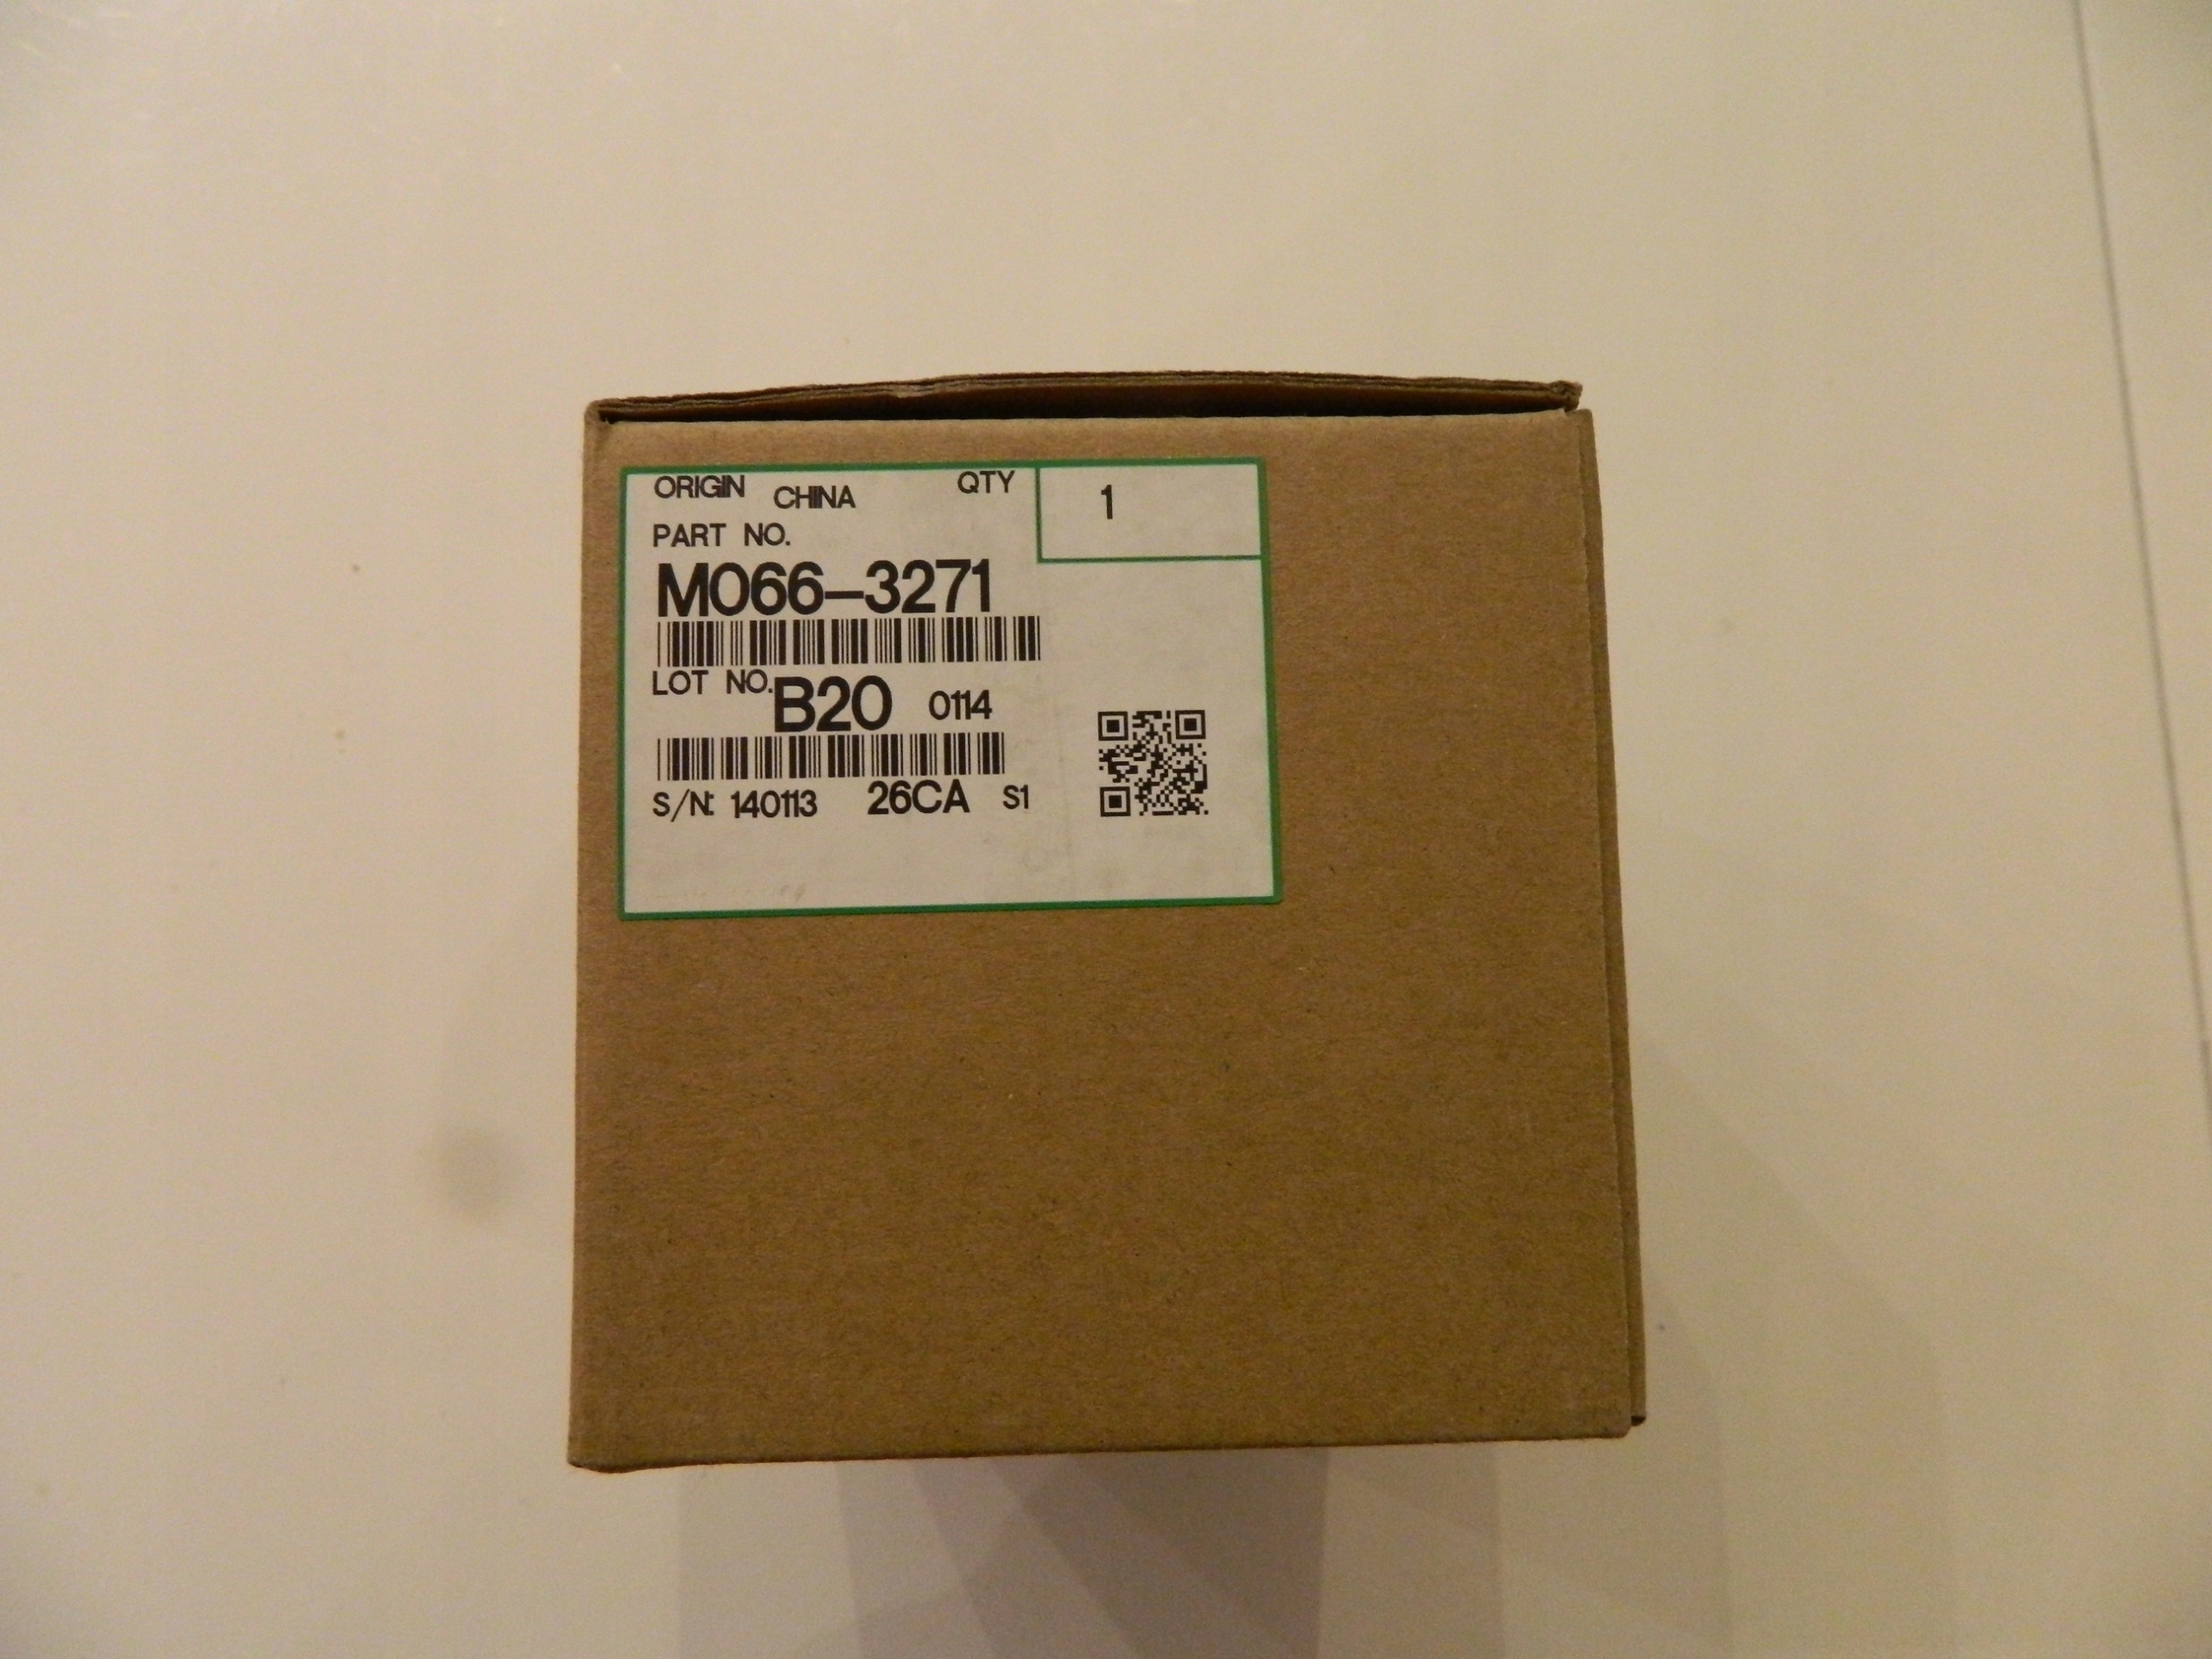 ORIGIN CHINA QTY 1
PART NO.
M066-3271
LOT NO. B20 0114
S/N: 140113 26CA S1